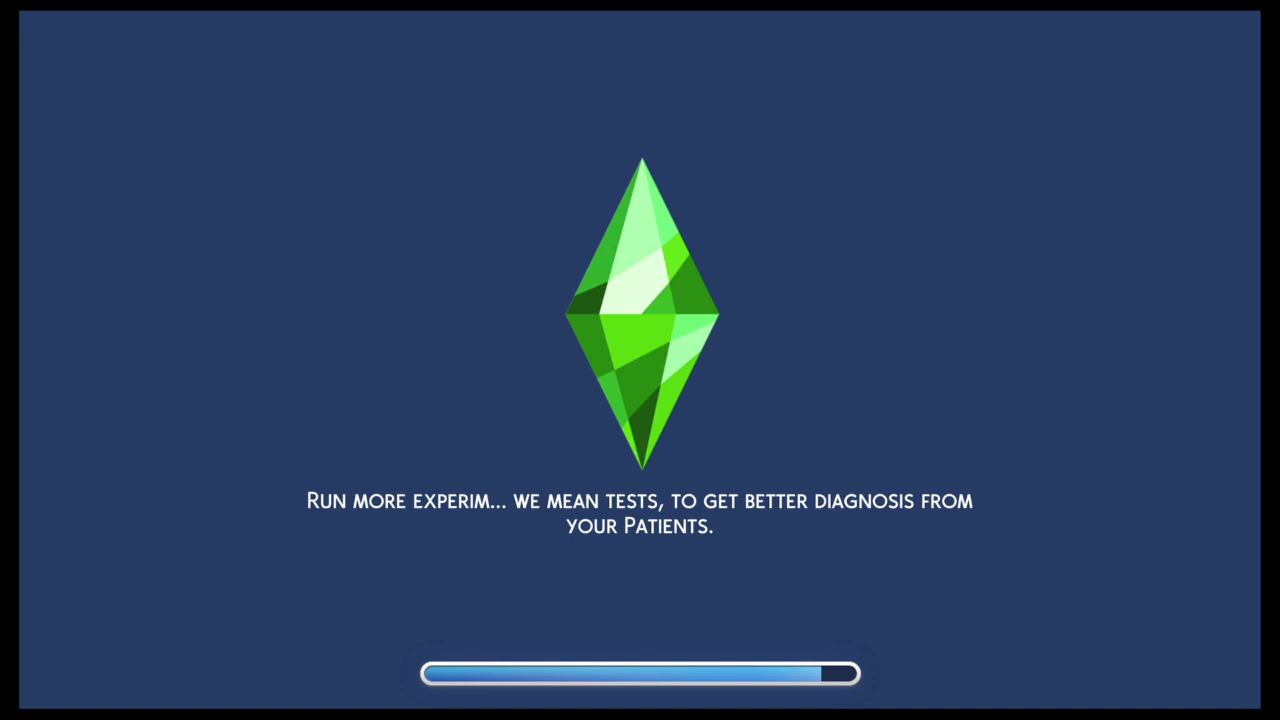 Run more experim... we mean tests, to get better diagnosis from
your Patients.